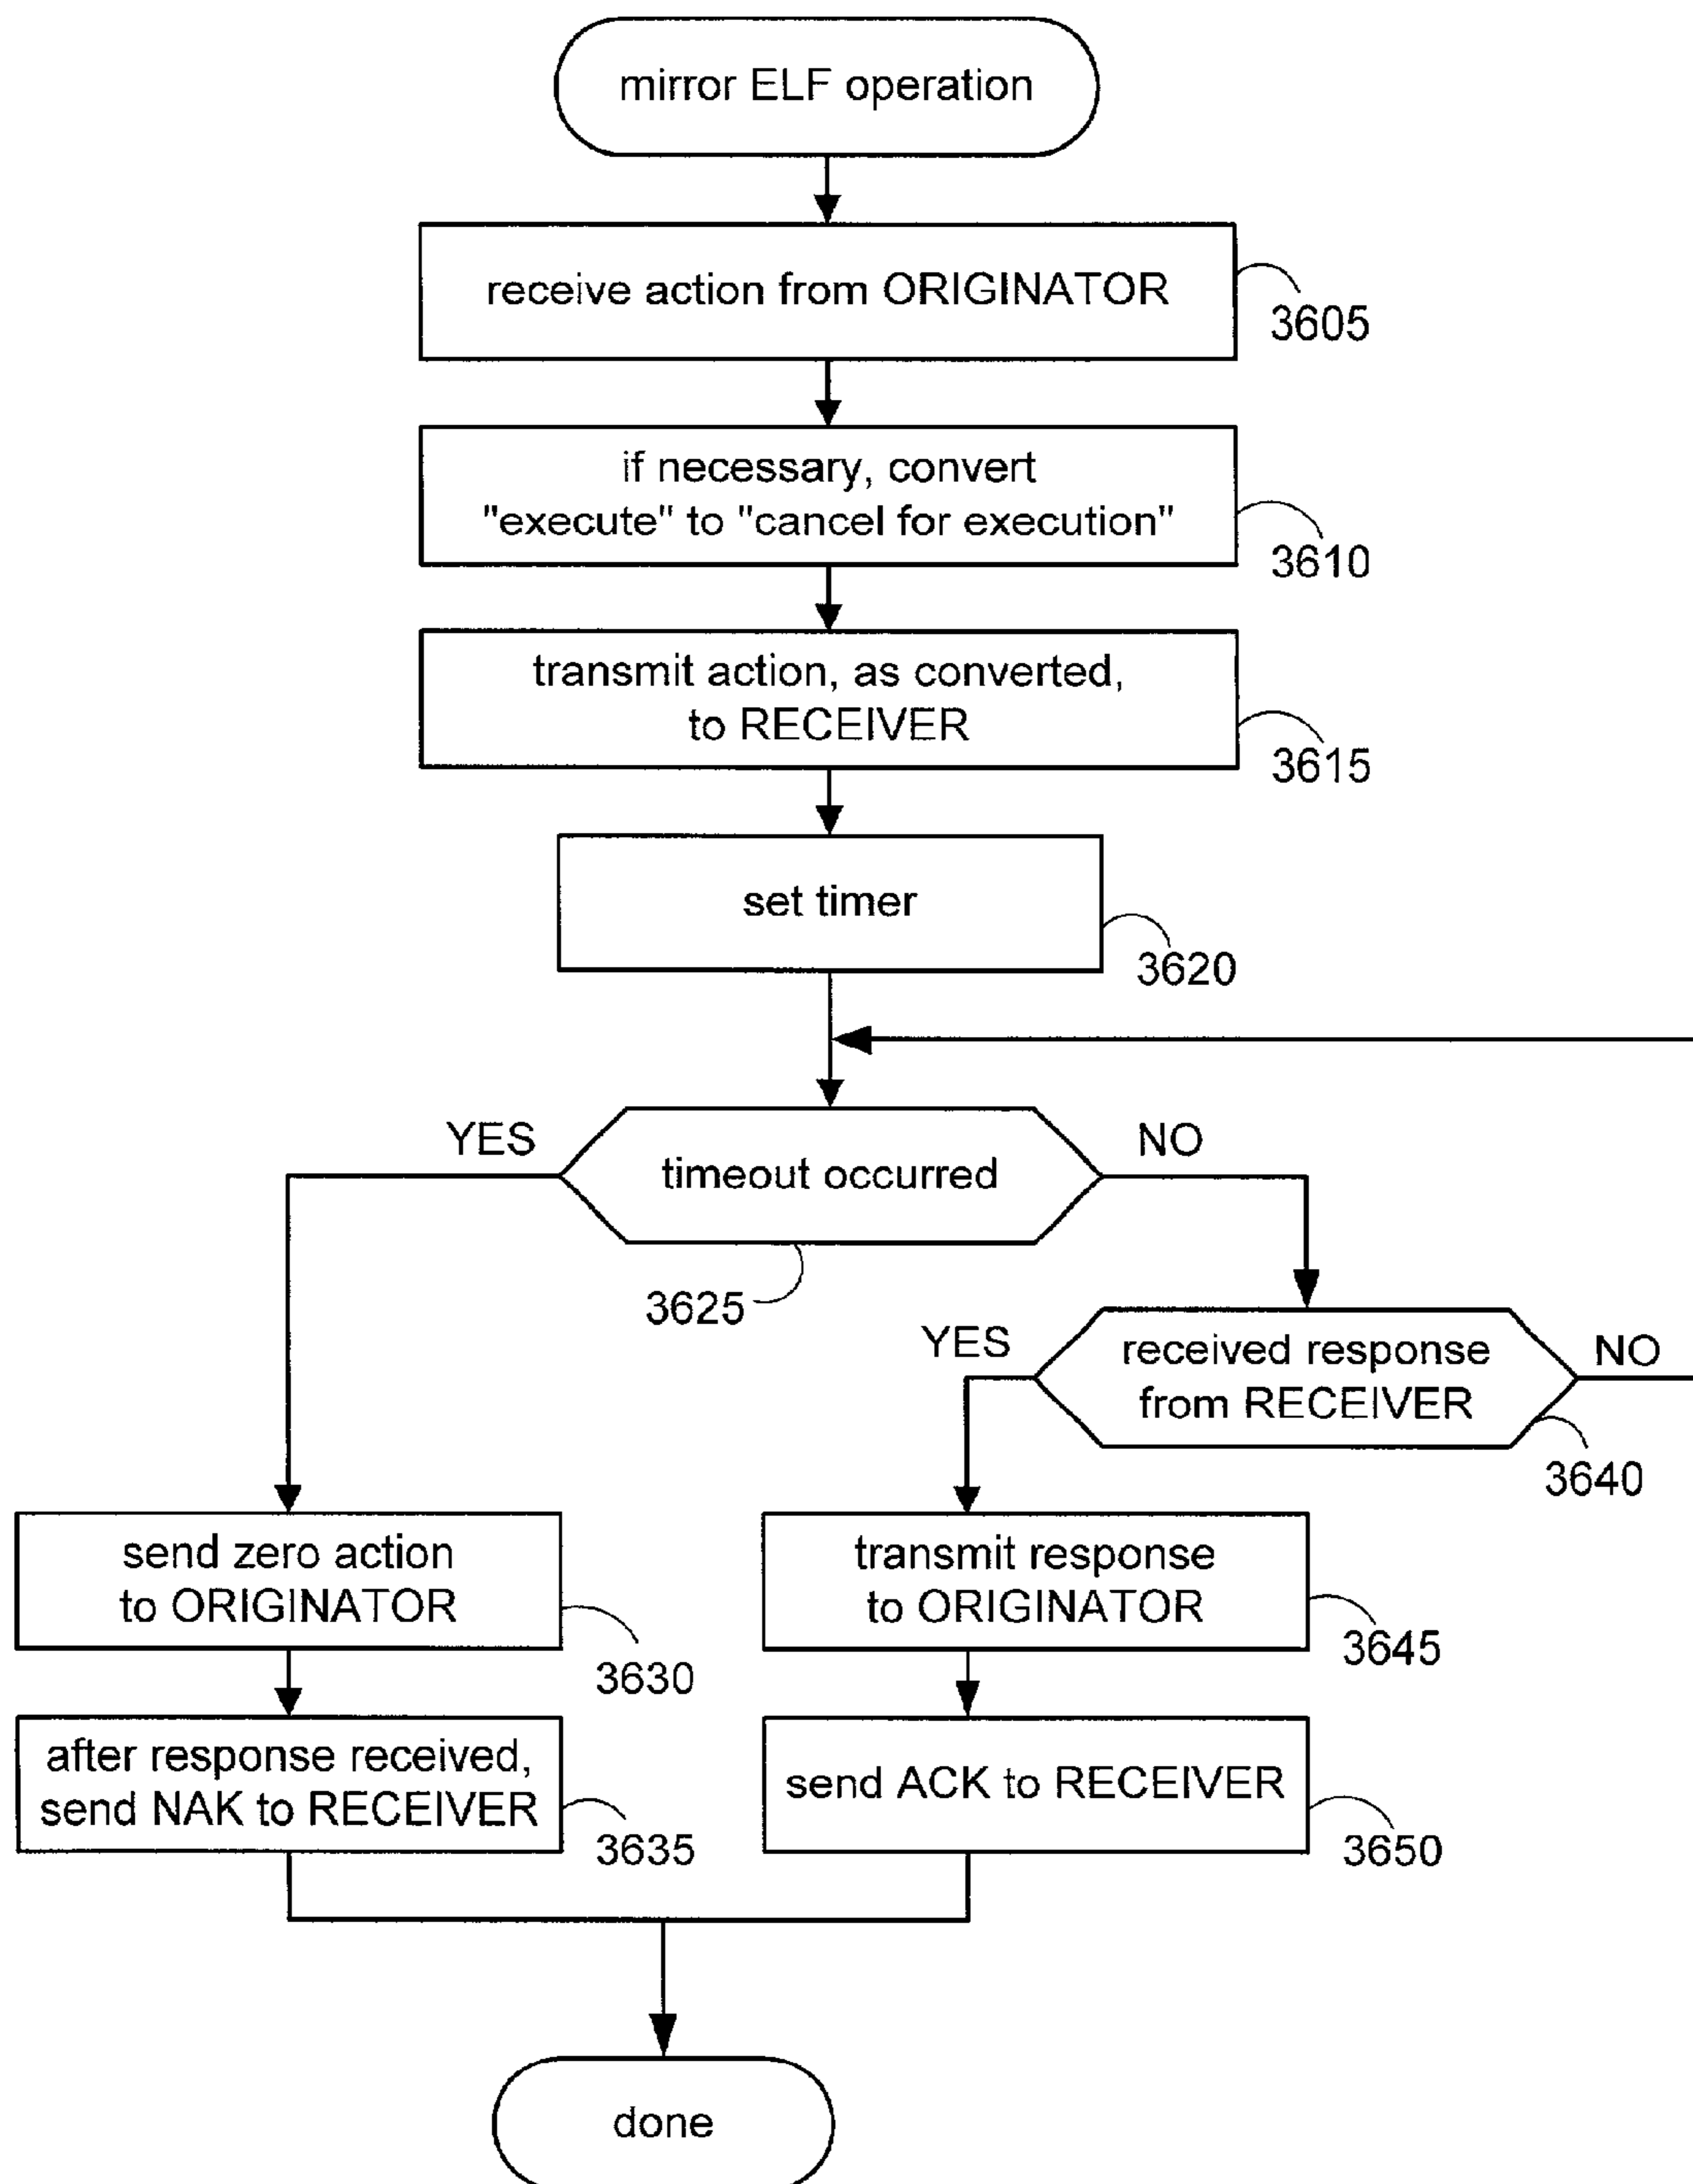 mirror ELF operation
receive action from ORIGINATOR
3605
if necessary, convert
"execute" to "cancel for execution"
3610
transmit action, as converted,
to RECEIVER
3615
set timer
3620
YES
timeout occurred
NO
3625
YES
received response
from RECEIVER
NO
3640
send zero action
to ORIGINATOR
3630
transmit response
to ORIGINATOR
3645
after response received,
send NAK to RECEIVER
3635
send ACK to RECEIVER
3650
done